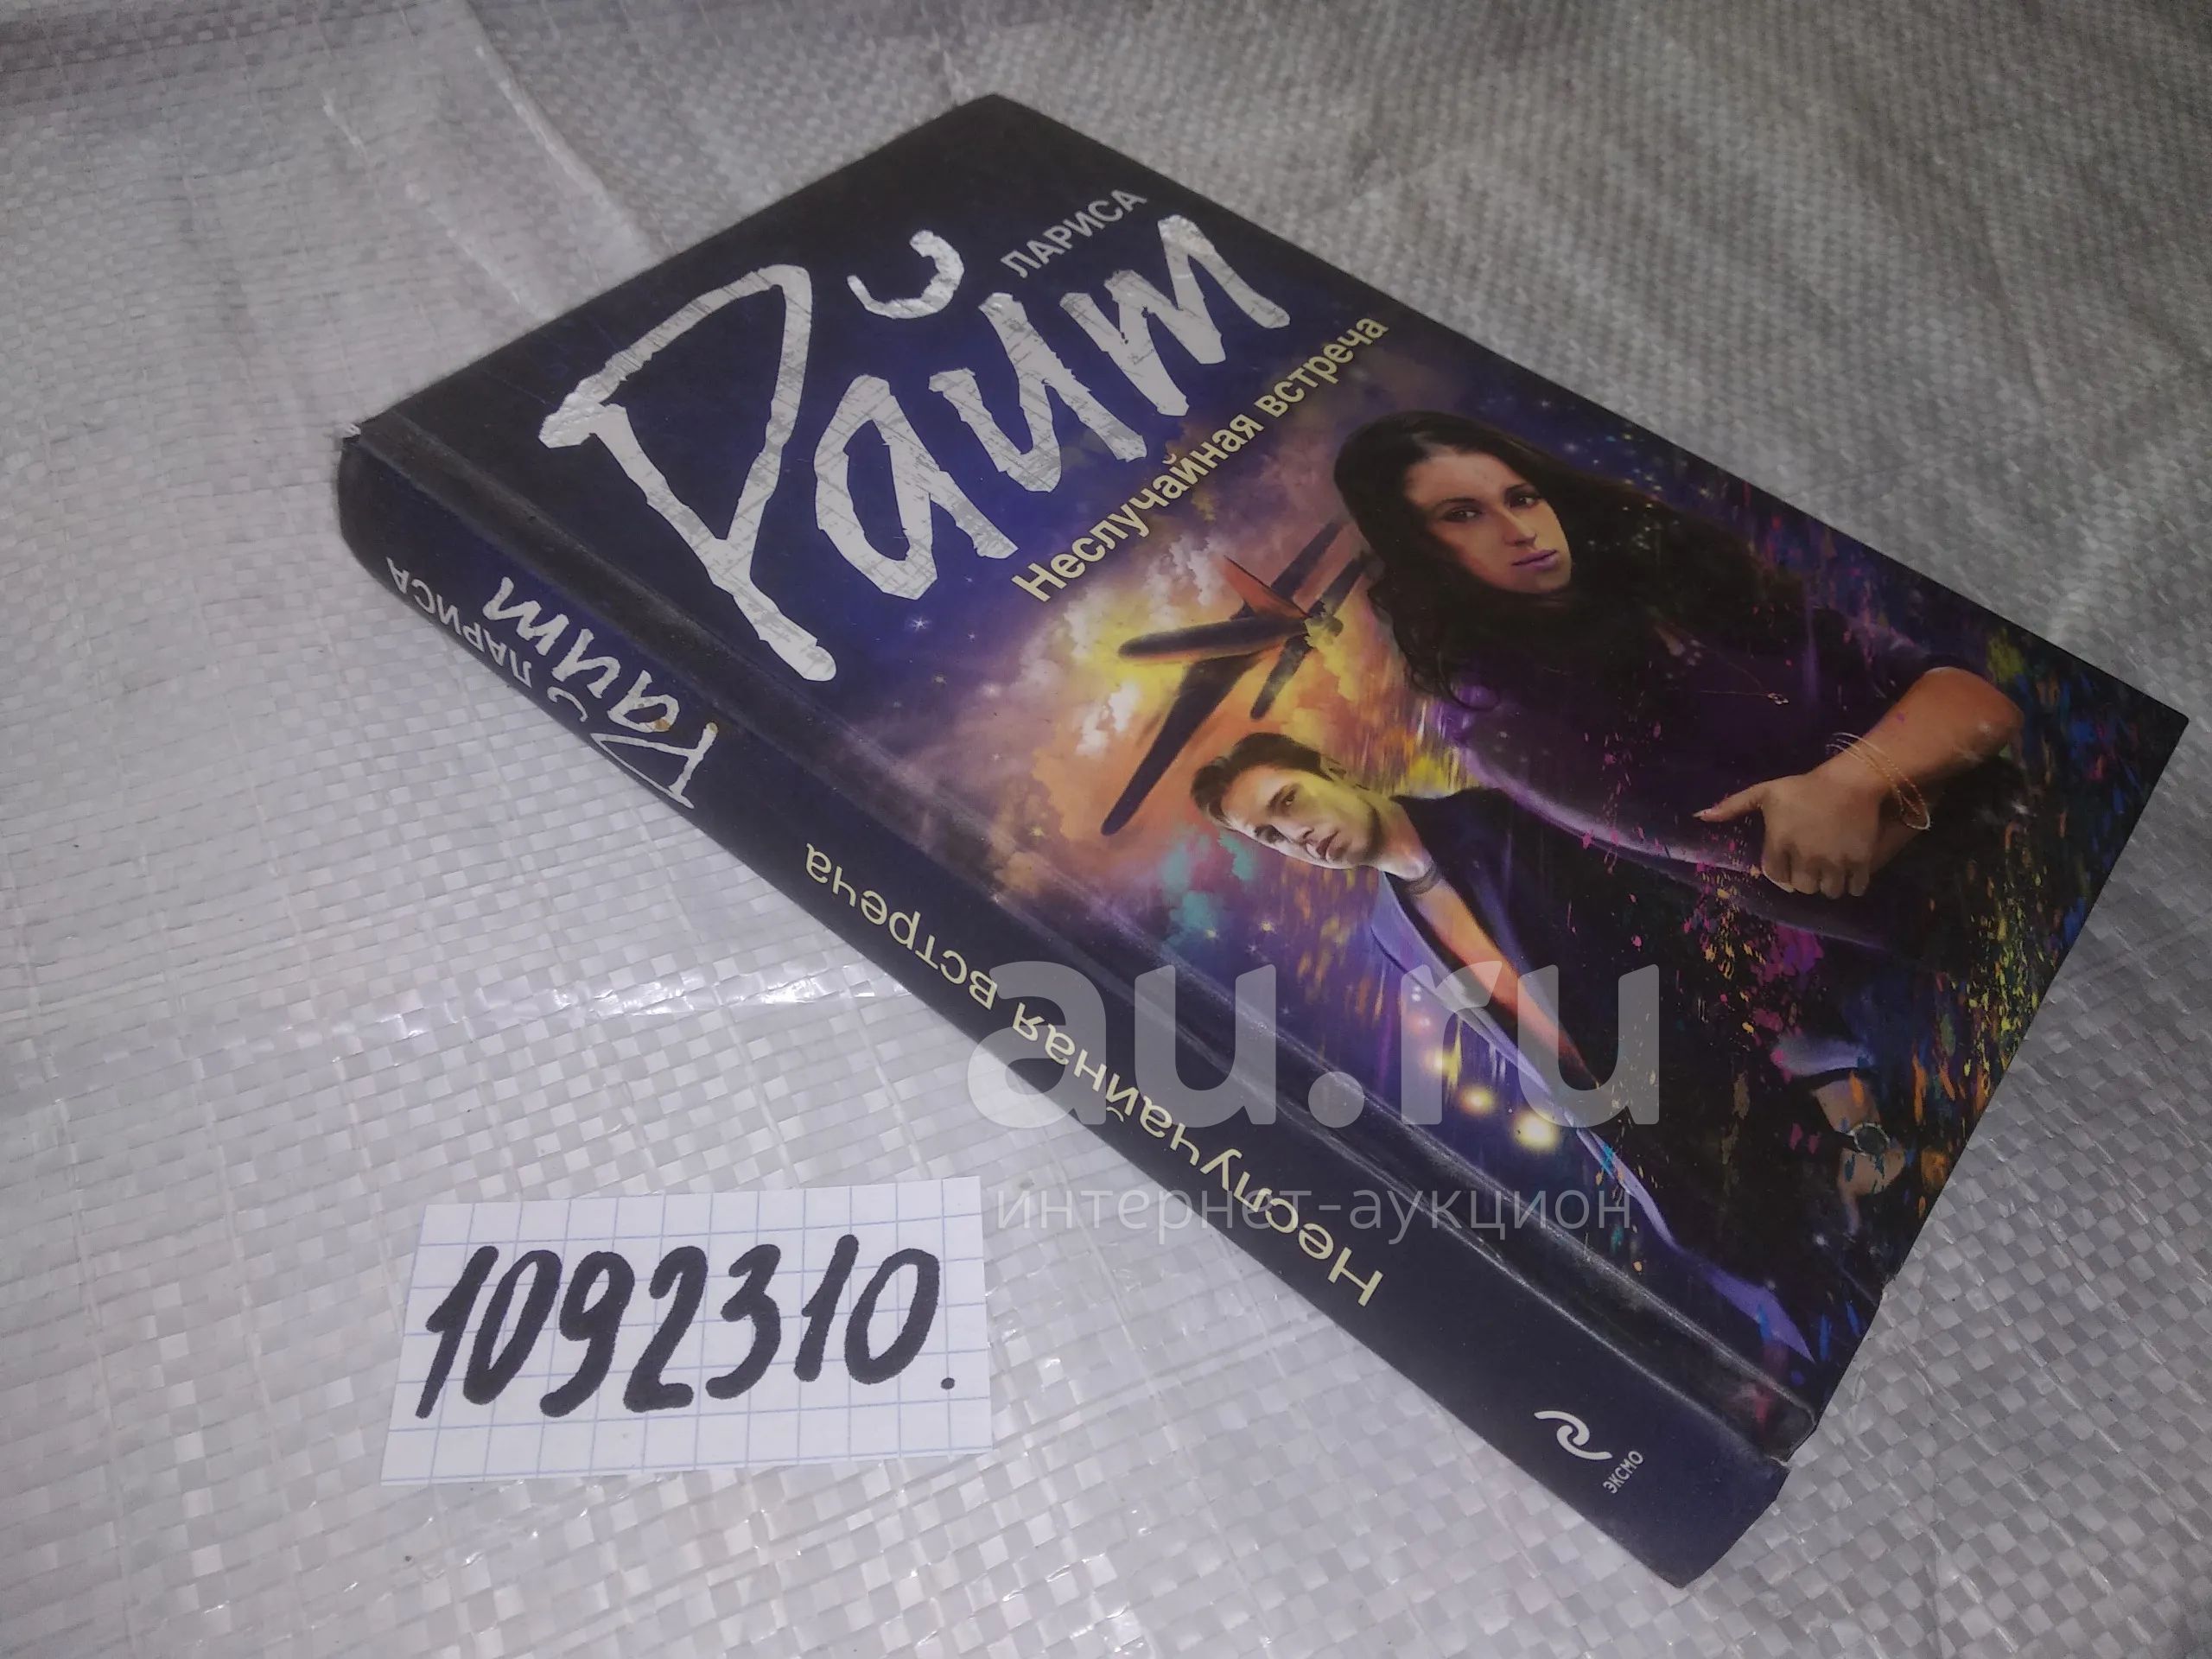 ЛАРИСА
Райт
Неслучайная встреча
ЛАРИСА
Райт
Неслучайная встреча
ЭКСМО
1092310.
au.ru
интернет-аукцион